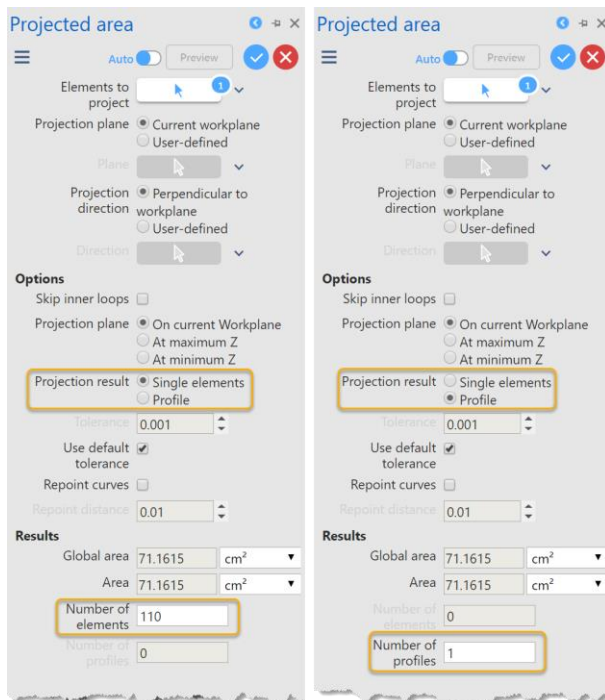 Projected area
Auto Preview
Elements to
project
1
Projection plane Current workplane
User-defined
Plane
Projection Perpendicular to
direction workplane
User-defined
Direction
Options
Skip inner loops
Projection plane On current Workplane
At maximum Z
At minimum Z
Projection result Single elements
Profile
Tolerance 0.001
Use default
tolerance
Repoint curves
Repoint distance 0.01
Results
Global area 71.1615 cm²
Area 71.1615 cm²
Number of
elements 110
Number of
profiles 0
Projected area
Auto Preview
Elements to
project
1
Projection plane Current workplane
User-defined
Plane
Projection Perpendicular to
direction workplane
User-defined
Direction
Options
Skip inner loops
Projection plane On current Workplane
At maximum Z
At minimum Z
Projection result Single elements
Profile
Tolerance 0.001
Use default
tolerance
Repoint curves
Repoint distance 0.01
Results
Global area 71.1615 cm²
Area 71.1615 cm²
Number of
elements 0
Number of
profiles 1